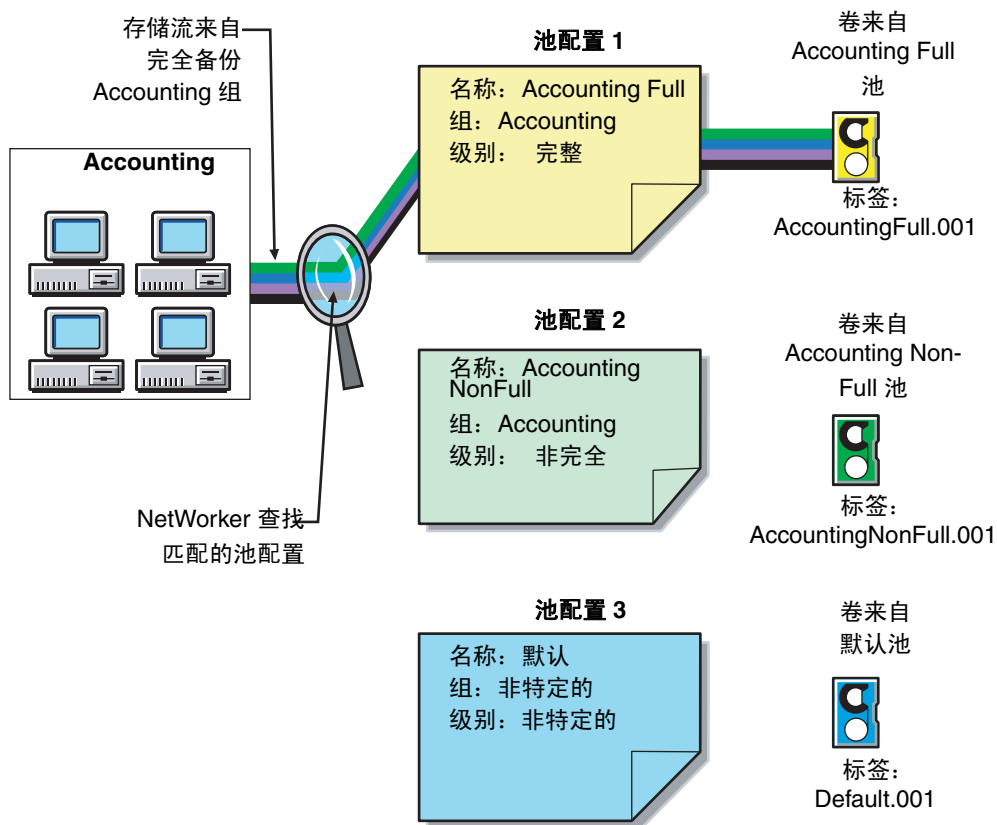 存储流来自
完全备份
Accounting 组
Accounting
NetWorker 查找
匹配的池配置
池配置 1
名称：Accounting Full
组：Accounting
级别： 完整
卷来自
Accounting Full
池
标签：
AccountingFull.001
池配置 2
名称：Accounting
NonFull
组：Accounting
级别： 非完全
卷来自
Accounting Non-
Full 池
标签：
AccountingNonFull.001
池配置 3
名称：默认
组：非特定的
级别：非特定的
卷来自
默认池
标签：
Default.001